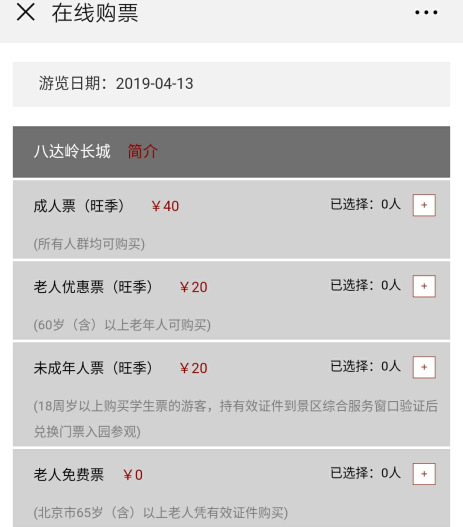 在线购票
游览日期：2019-04-13
八达岭长城 简介
成人票（旺季） ￥40 已选择：0人 +
(所有人群均可购买)
老人优惠票（旺季） ￥20 已选择：0人 +
(60岁（含）以上老年人可购买)
未成年人票（旺季） ￥20 已选择：0人 +
(18周岁以上购买学生票的游客，持有效证件到景区综合服务窗口验证后
兑换门票入园参观)
老人免费票 ￥0 已选择：0人 +
(北京市65岁（含）以上老人凭有效证件购买)